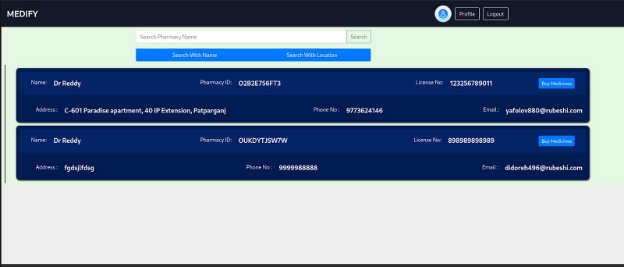 MEDIFY Profile Logout
Search Pharmacy Name Search
Search With Name Search With Location
Name: Dr Reddy Pharmacy ID: O2B2E756FT3 License No: 123256789011 Buy Medicines
Address : C-601 Paradise apartment, 40 IP Extension, Patparganj Phone No : 9773624146 Email : yafolev880@rubeshi.com
Name: Dr Reddy Pharmacy ID: OUKDYTJSW7W License No: 898989898989 Buy Medicines
Address : fgdsjlfdsg Phone No : 9999988888 Email : didoreh496@rubeshi.com